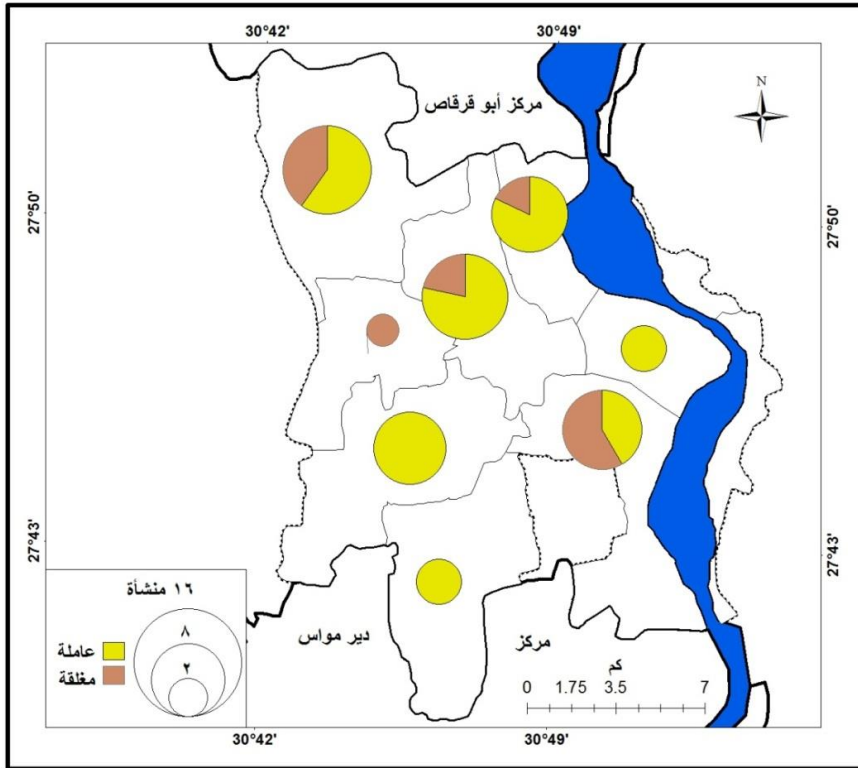 30°42' 30°49'
N
مركز أبو قرقاص
27°50' 27°50'
27°43' 27°43'
١٦ منشأة
٨
٢
عاملة
مغلقة
مركز دير مواس
كم
0 1.75 3.5 7
30°42' 30°49'